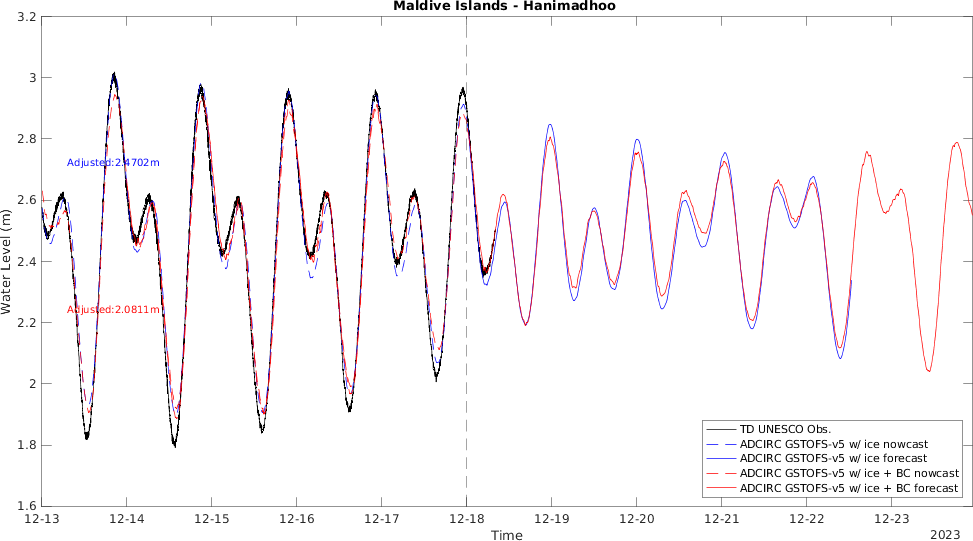 Maldive Islands - Hanimadhoo
3.2
3
2.8
2.6
2.4
2.2
2
1.8
1.6
Water Level (m)
Adjusted:2.4702m
Adjusted:2.0811m
TD UNESCO Obs.
ADCIRC GSTOFS-v5 w/ ice nowcast
ADCIRC GSTOFS-v5 w/ ice forecast
ADCIRC GSTOFS-v5 w/ ice + BC nowcast
ADCIRC GSTOFS-v5 w/ ice + BC forecast
12-13 12-14 12-15 12-16 12-17 12-18 12-19 12-20 12-21 12-22 12-23
Time
2023